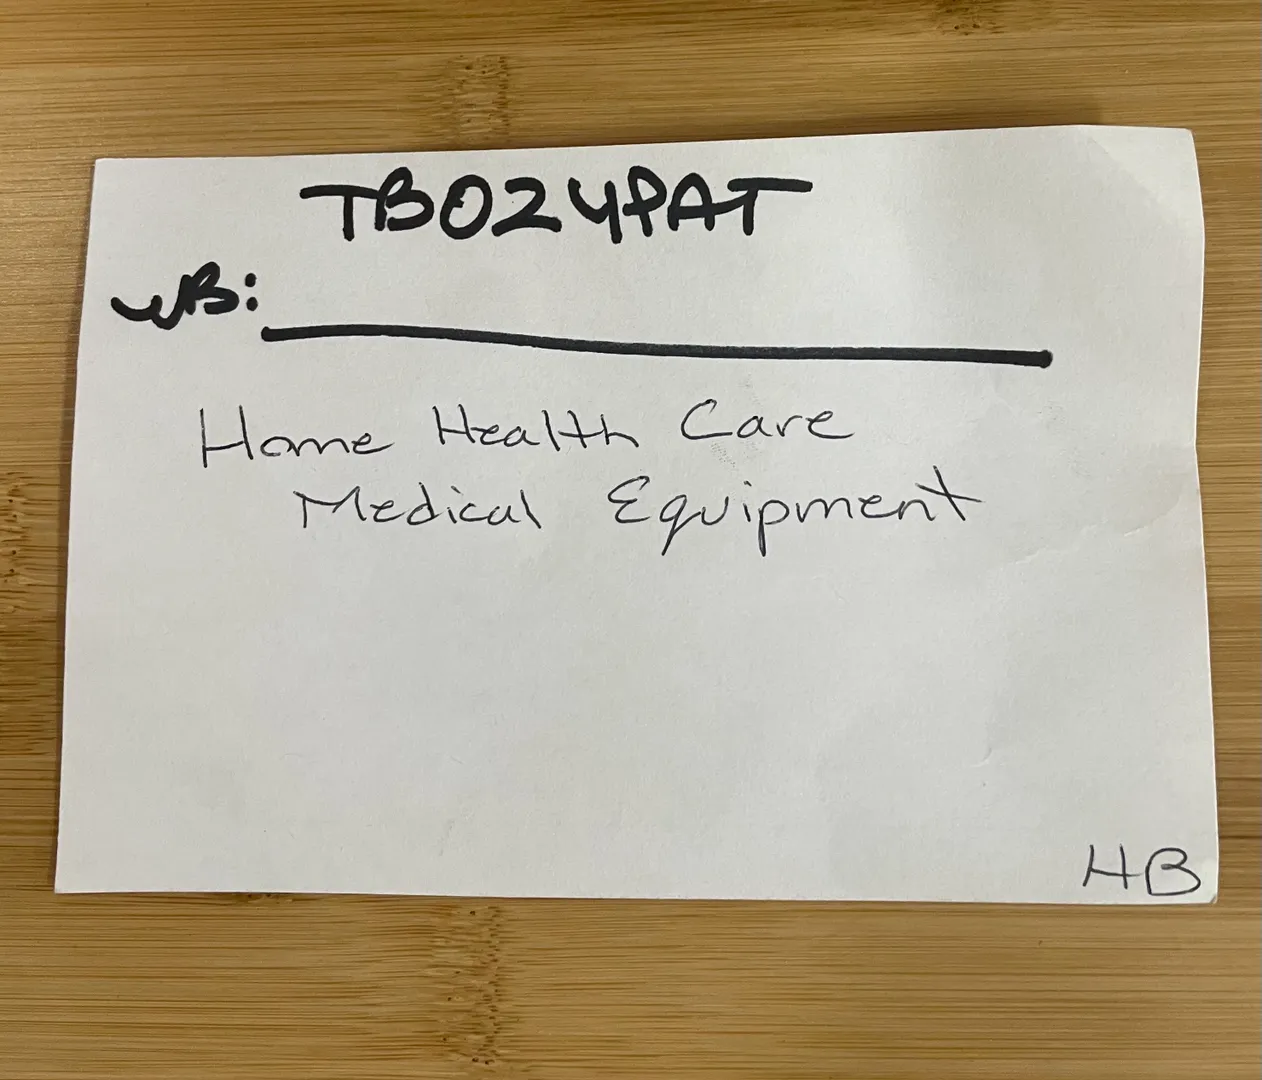 TB024PAT
WB:
Home Health Care
Medical Equipment
HB